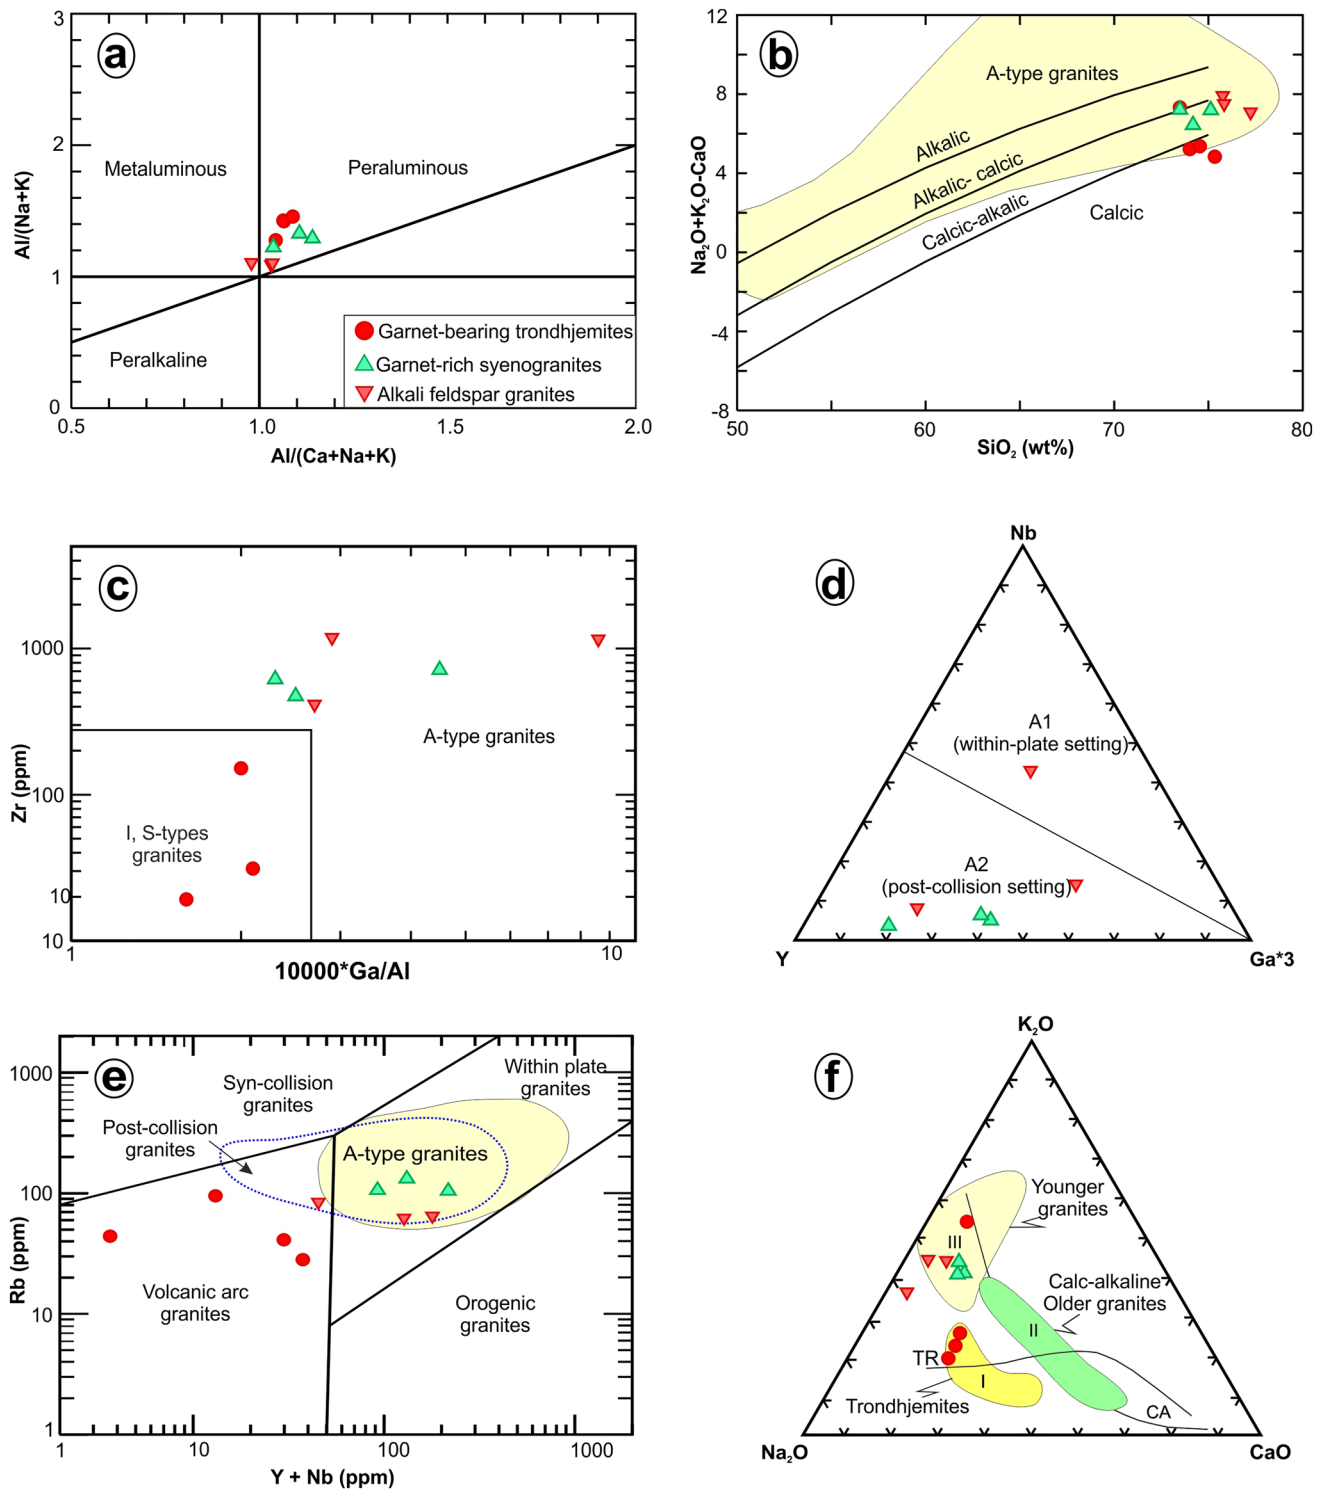 a
3
2
1
0
0.5
1.0
1.5
2.0
Al/(Na+K)
Al/(Ca+Na+K)
Metaluminous
Peraluminous
Peralkaline
Garnet-bearing trondhjemites
Garnet-rich syenogranites
Alkali feldspar granites
b
12
8
4
0
-4
-8
50
60
70
80
Na₂O+K₂O-CaO
SiO₂ (wt%)
A-type granites
Alkalic
Alkalic- calcic
Calcic-alkalic
Calcic
c
1000
100
10
10
1
10
Zr (ppm)
10000*Ga/Al
A-type granites
I, S-types
granites
d
Nb
Y
Ga*3
A1
(within-plate setting)
A2
(post-collision setting)
e
1000
100
10
1
1
10
100
1000
Rb (ppm)
Y + Nb (ppm)
Syn-collision
granites
Within plate
granites
Post-collision
granites
A-type granites
Volcanic arc
granites
Orogenic
granites
f
K₂O
Na₂O
CaO
Younger
granites
III
Calc-alkaline
Older granites
II
TR
I
Trondhjemites
CA